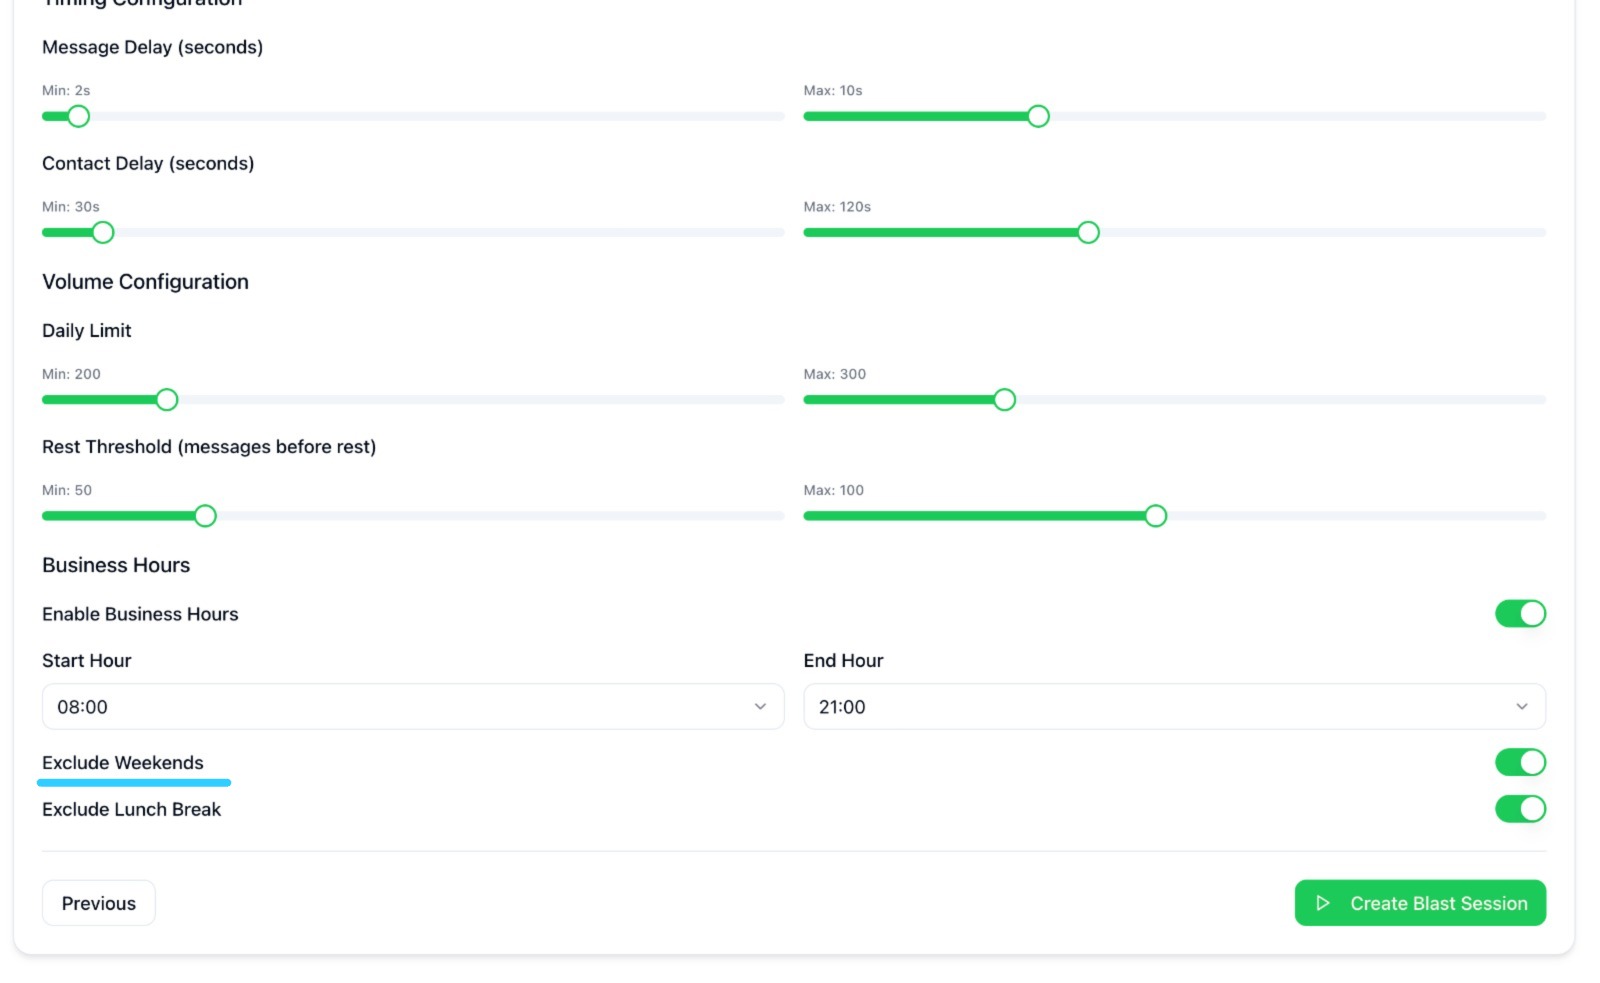 Timing Configuration
Message Delay (seconds)
Min: 2s
Max: 10s
Contact Delay (seconds)
Min: 30s
Max: 120s
Volume Configuration
Daily Limit
Min: 200
Max: 300
Rest Threshold (messages before rest)
Min: 50
Max: 100
Business Hours
Enable Business Hours
Start Hour
End Hour
08:00
21:00
Exclude Weekends
Exclude Lunch Break
Previous
Create Blast Session